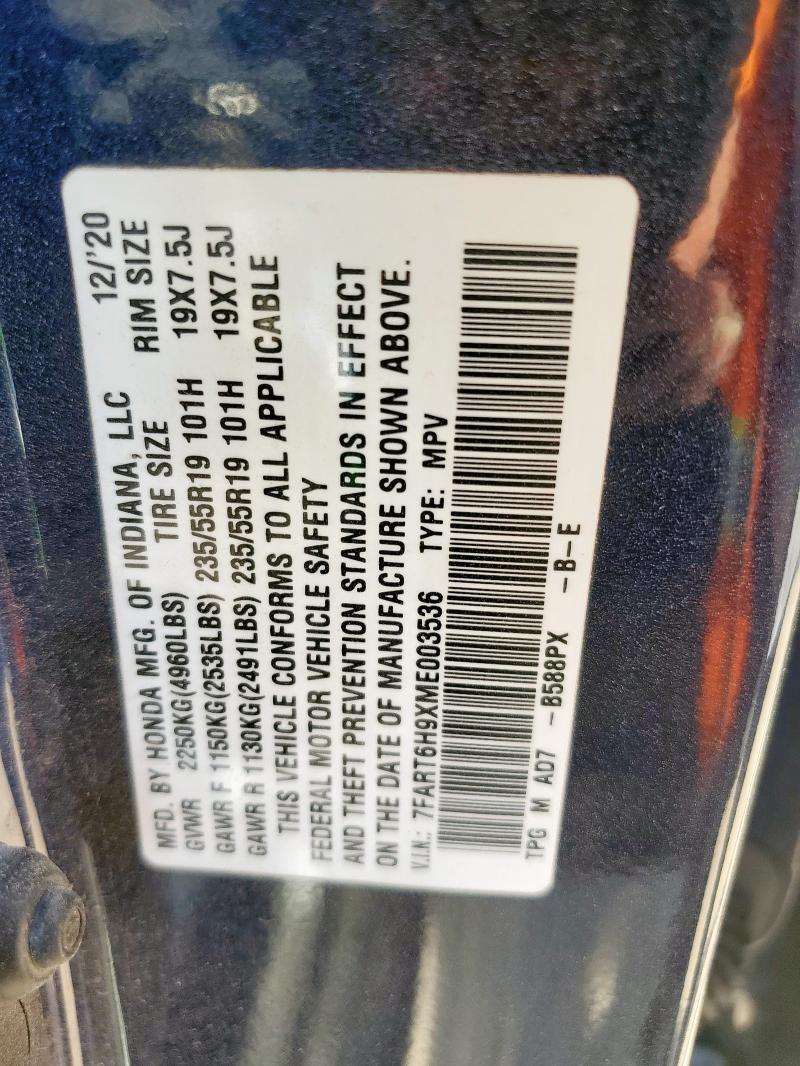 MFD. BY HONDA MFG. OF INDIANA, LLC 12/'20
GVWR 2250KG(4960LBS) TIRE SIZE RIM SIZE
GAWR F 1150KG(2535LBS) 235/55R19 101H 19X7.5J
GAWR R 1130KG(2491LBS) 235/55R19 101H 19X7.5J
THIS VEHICLE CONFORMS TO ALL APPLICABLE
FEDERAL MOTOR VEHICLE SAFETY
AND THEFT PREVENTION STANDARDS IN EFFECT
ON THE DATE OF MANUFACTURE SHOWN ABOVE.
V.I.N.: 7FART6H9XME003536 TYPE: MPV
TPG M AD7 -B588PX -B-E